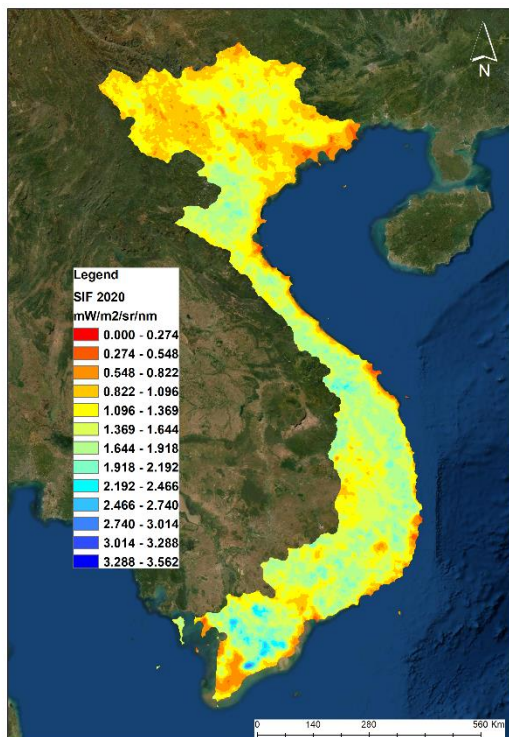 N
Legend
SIF 2020
mW/m2/sr/nm
0.000 - 0.274
0.274 - 0.548
0.548 - 0.822
0.822 - 1.096
1.096 - 1.369
1.369 - 1.644
1.644 - 1.918
1.918 - 2.192
2.192 - 2.466
2.466 - 2.740
2.740 - 3.014
3.014 - 3.288
3.288 - 3.562
0 140 280 560 Km